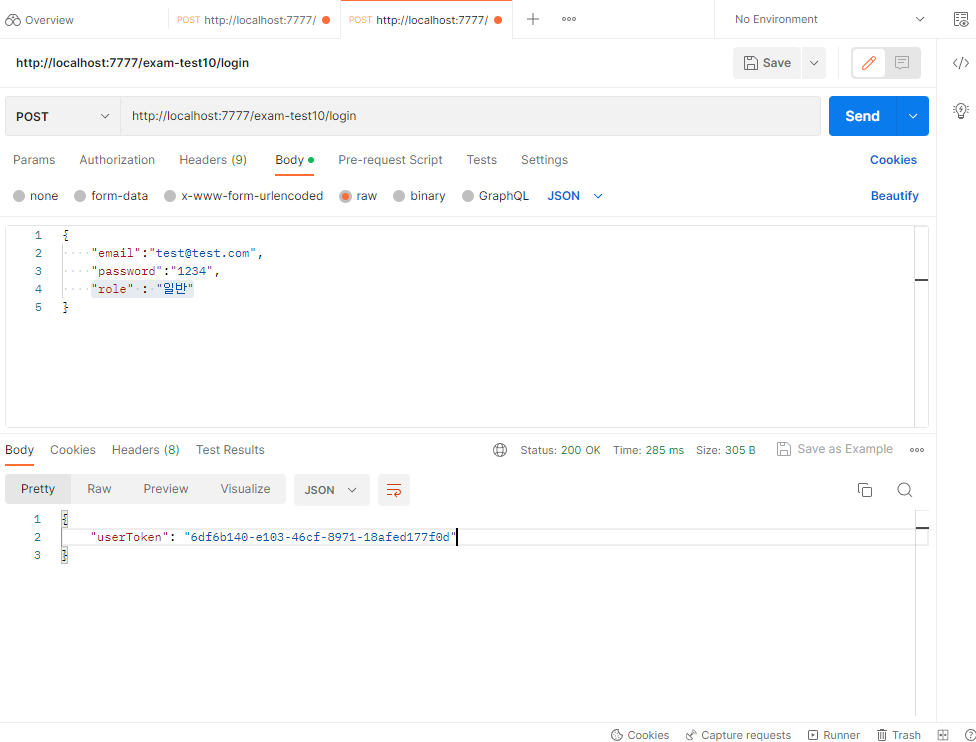 Overview
POST http://localhost:7777/
POST http://localhost:7777/
No Environment
http://localhost:7777/exam-test10/login
Save
POST
http://localhost:7777/exam-test10/login
Send
Params Authorization Headers (9) Body Pre-request Script Tests Settings Cookies
none form-data x-www-form-urlencoded raw binary GraphQL JSON Beautify
1 {
2 "email":"test@test.com",
3 "password":"1234",
4 "role" : "일반"
5 }
Body Cookies Headers (8) Test Results Status: 200 OK Time: 285 ms Size: 305 B Save as Example
Pretty Raw Preview Visualize JSON
1 {
2 "userToken": "6df6b140-e103-46cf-8971-18afed177f0d"
3 }
Cookies Capture requests Runner Trash